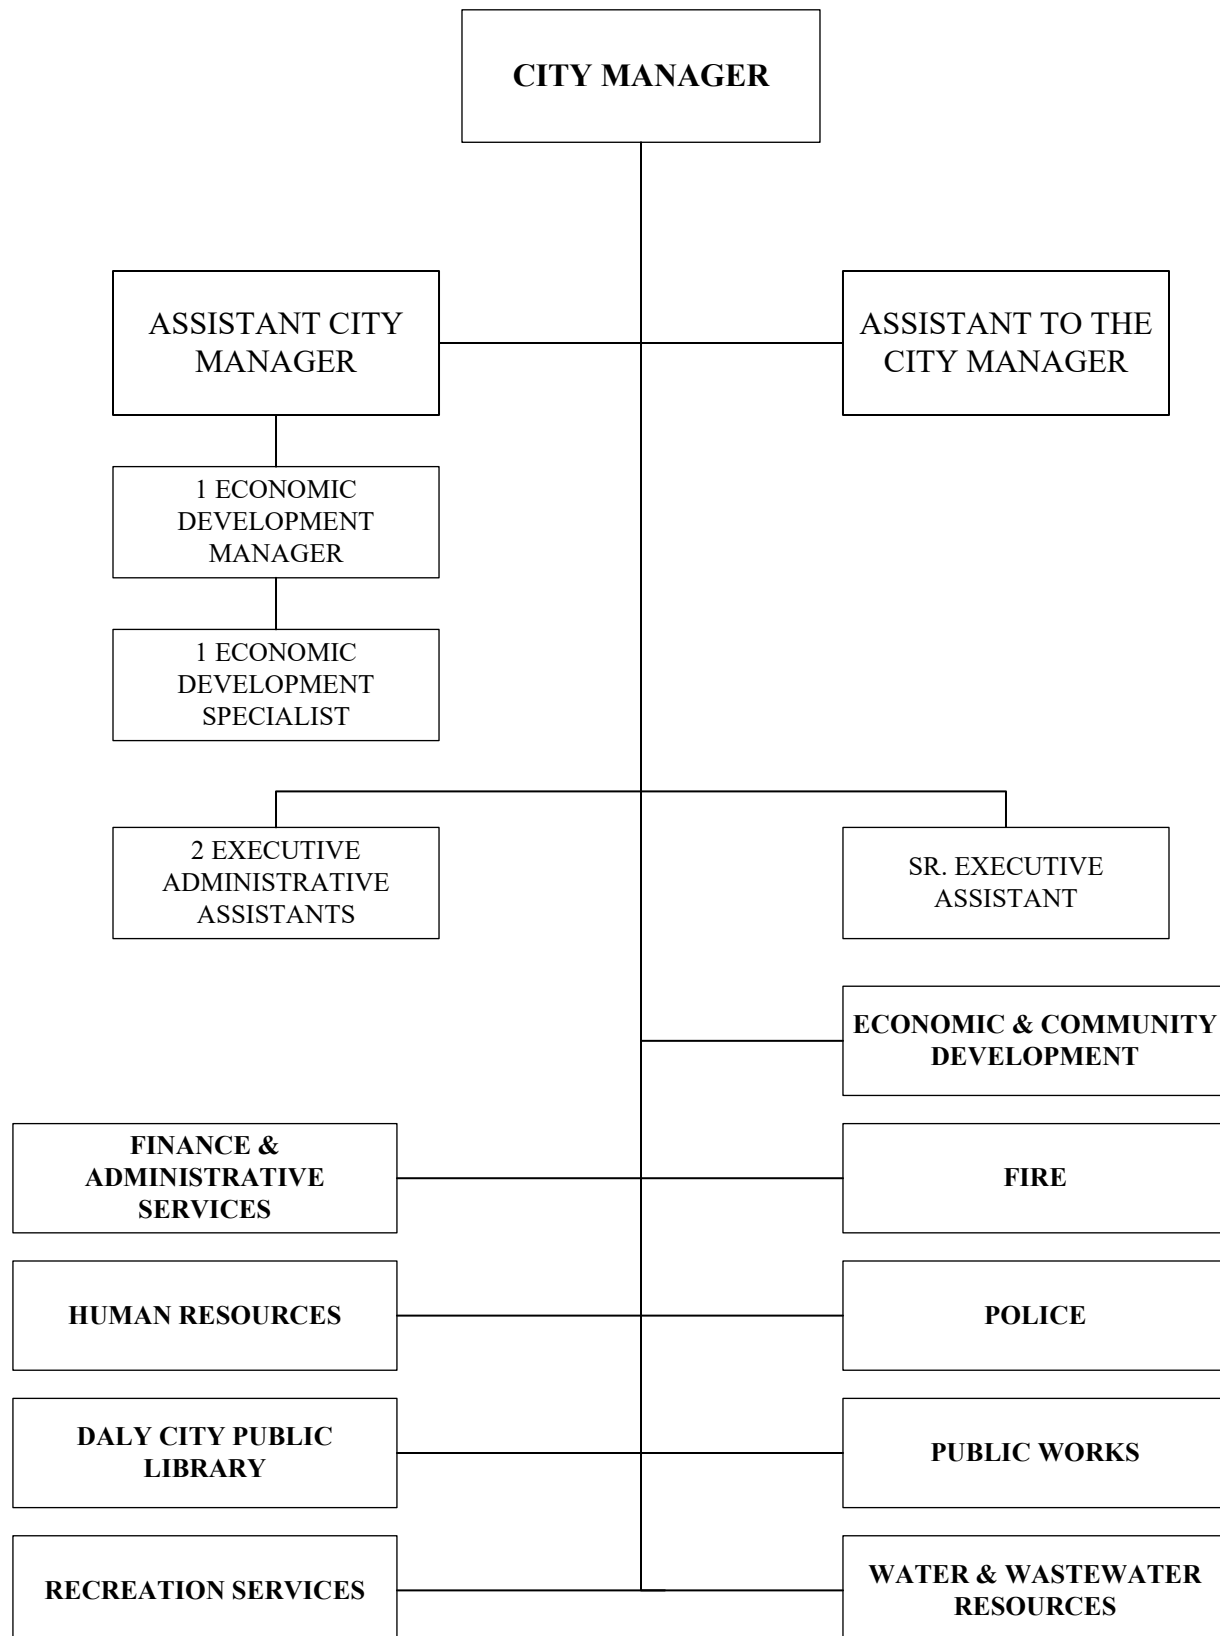 CITY MANAGER
ASSISTANT CITY
MANAGER
ASSISTANT TO THE
CITY MANAGER
1 ECONOMIC
DEVELOPMENT
MANAGER
1 ECONOMIC
DEVELOPMENT
SPECIALIST
2 EXECUTIVE
ADMINISTRATIVE
ASSISTANTS
SR. EXECUTIVE
ASSISTANT
ECONOMIC & COMMUNITY
DEVELOPMENT
FINANCE &
ADMINISTRATIVE
SERVICES
FIRE
HUMAN RESOURCES
POLICE
DALY CITY PUBLIC
LIBRARY
PUBLIC WORKS
RECREATION SERVICES
WATER & WASTEWATER
RESOURCES